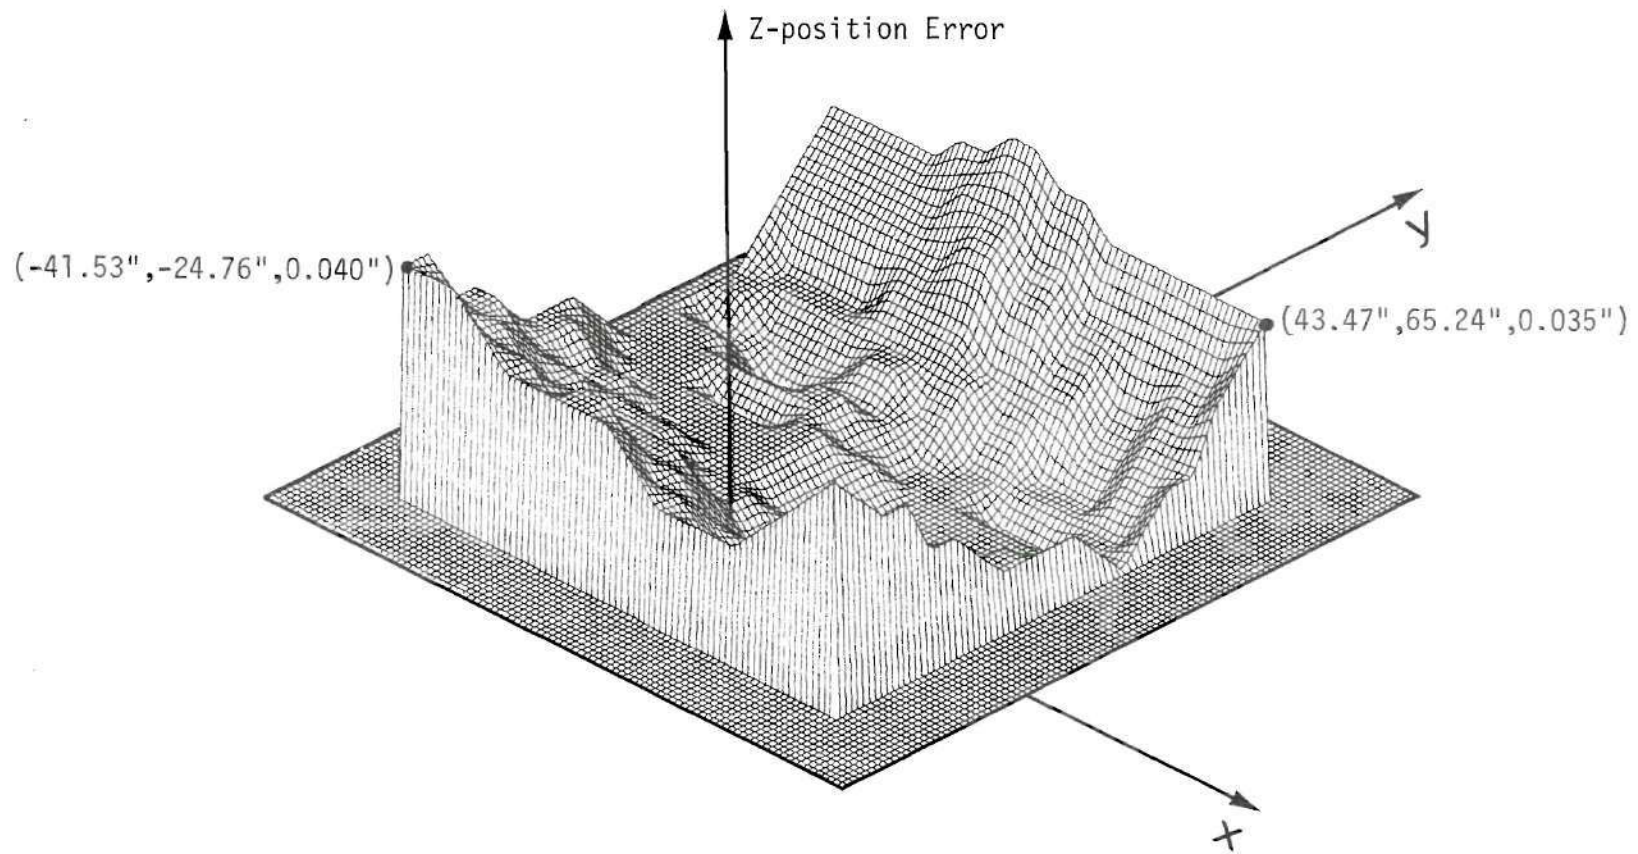 Z-position Error
y
(-41.53",-24.76",0.040")
(43.47",65.24",0.035")
x